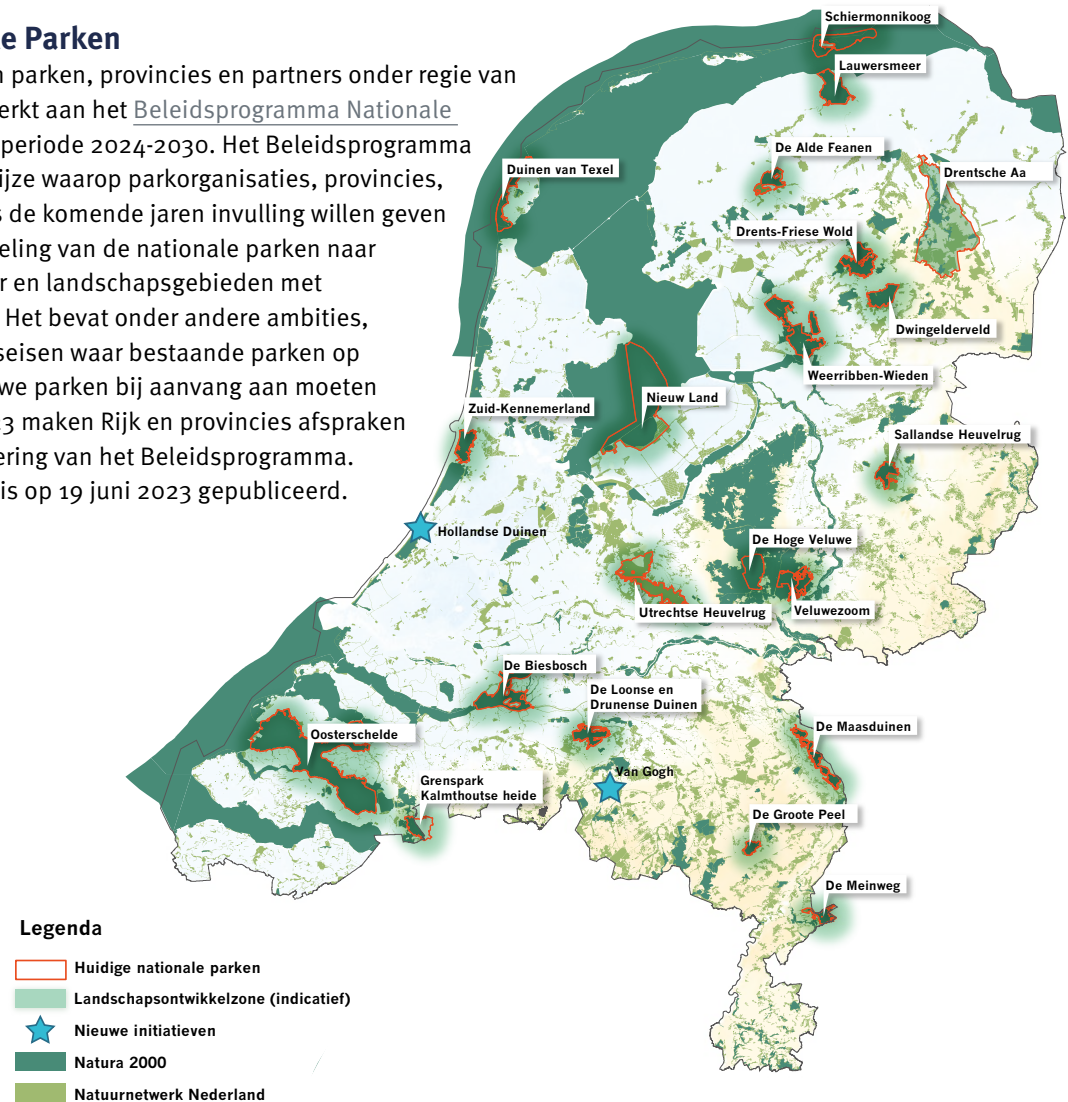 e Parken
n parken, provincies en partners onder regie van
erkt aan het Beleidsprogramma Nationale
periode 2024-2030. Het Beleidsprogramma
ijze waarop parkorganisaties, provincies,
s de komende jaren invulling willen geven
eling van de nationale parken naar
r en landschapsgebieden met
Het bevat onder andere ambities,
seisen waar bestaande parken op
we parken bij aanvang aan moeten
23 maken Rijk en provincies afspraken
ering van het Beleidsprogramma.
is op 19 juni 2023 gepubliceerd.
Schiermonnikoog
Lauwersmeer
De Alde Feanen
Duinen van Texel
Drentsche Aa
Drents-Friese Wold
Dwingelderveld
Weerribben-Wieden
Nieuw Land
Zuid-Kennemerland
Sallandse Heuvelrug
Hollandse Duinen
De Hoge Veluwe
Utrechtse Heuvelrug
Veluwezoom
De Biesbosch
De Loonse en
Drunense Duinen
De Maasduinen
Oosterschelde
Van Gogh
Grenspark
Kalmthoutse heide
De Groote Peel
De Meinweg
Legenda
Huidige nationale parken
Landschapsontwikkelzone (indicatief)
Nieuwe initiatieven
Natura 2000
Natuurnetwerk Nederland